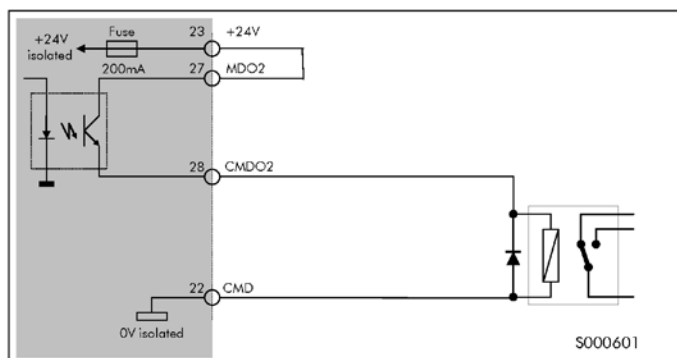 Fuse
23 +24V
+24V
isolated
200mA
27 MDO2
28 CMDO2
22 CMD
0V isolated
S000601